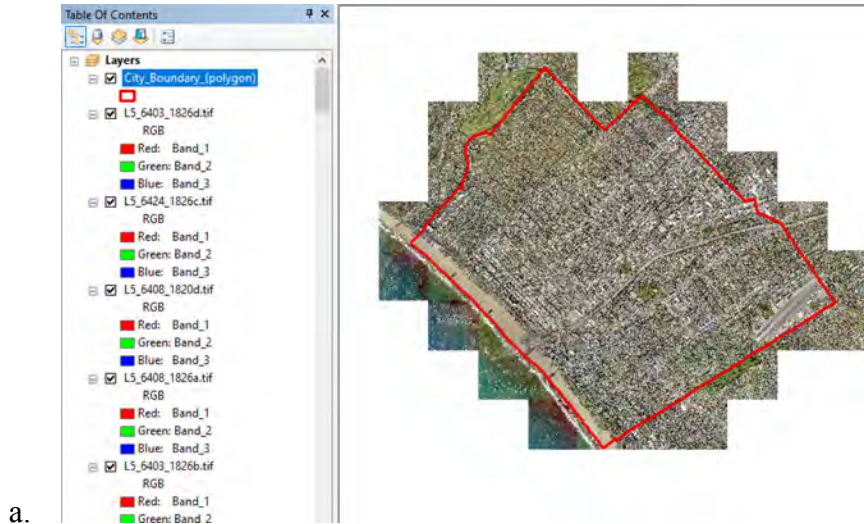 Table Of Contents
Layers
City_Boundary_(polygon)
L5_6403_1826d.tif
RGB
Red: Band_1
Green: Band_2
Blue: Band_3
L5_6424_1826c.tif
RGB
Red: Band_1
Green: Band_2
Blue: Band_3
L5_6408_1820d.tif
RGB
Red: Band_1
Green: Band_2
Blue: Band_3
L5_6408_1826a.tif
RGB
Red: Band_1
Green: Band_2
Blue: Band_3
L5_6403_1826b.tif
RGB
Red: Band_1
Green: Band_2
a.